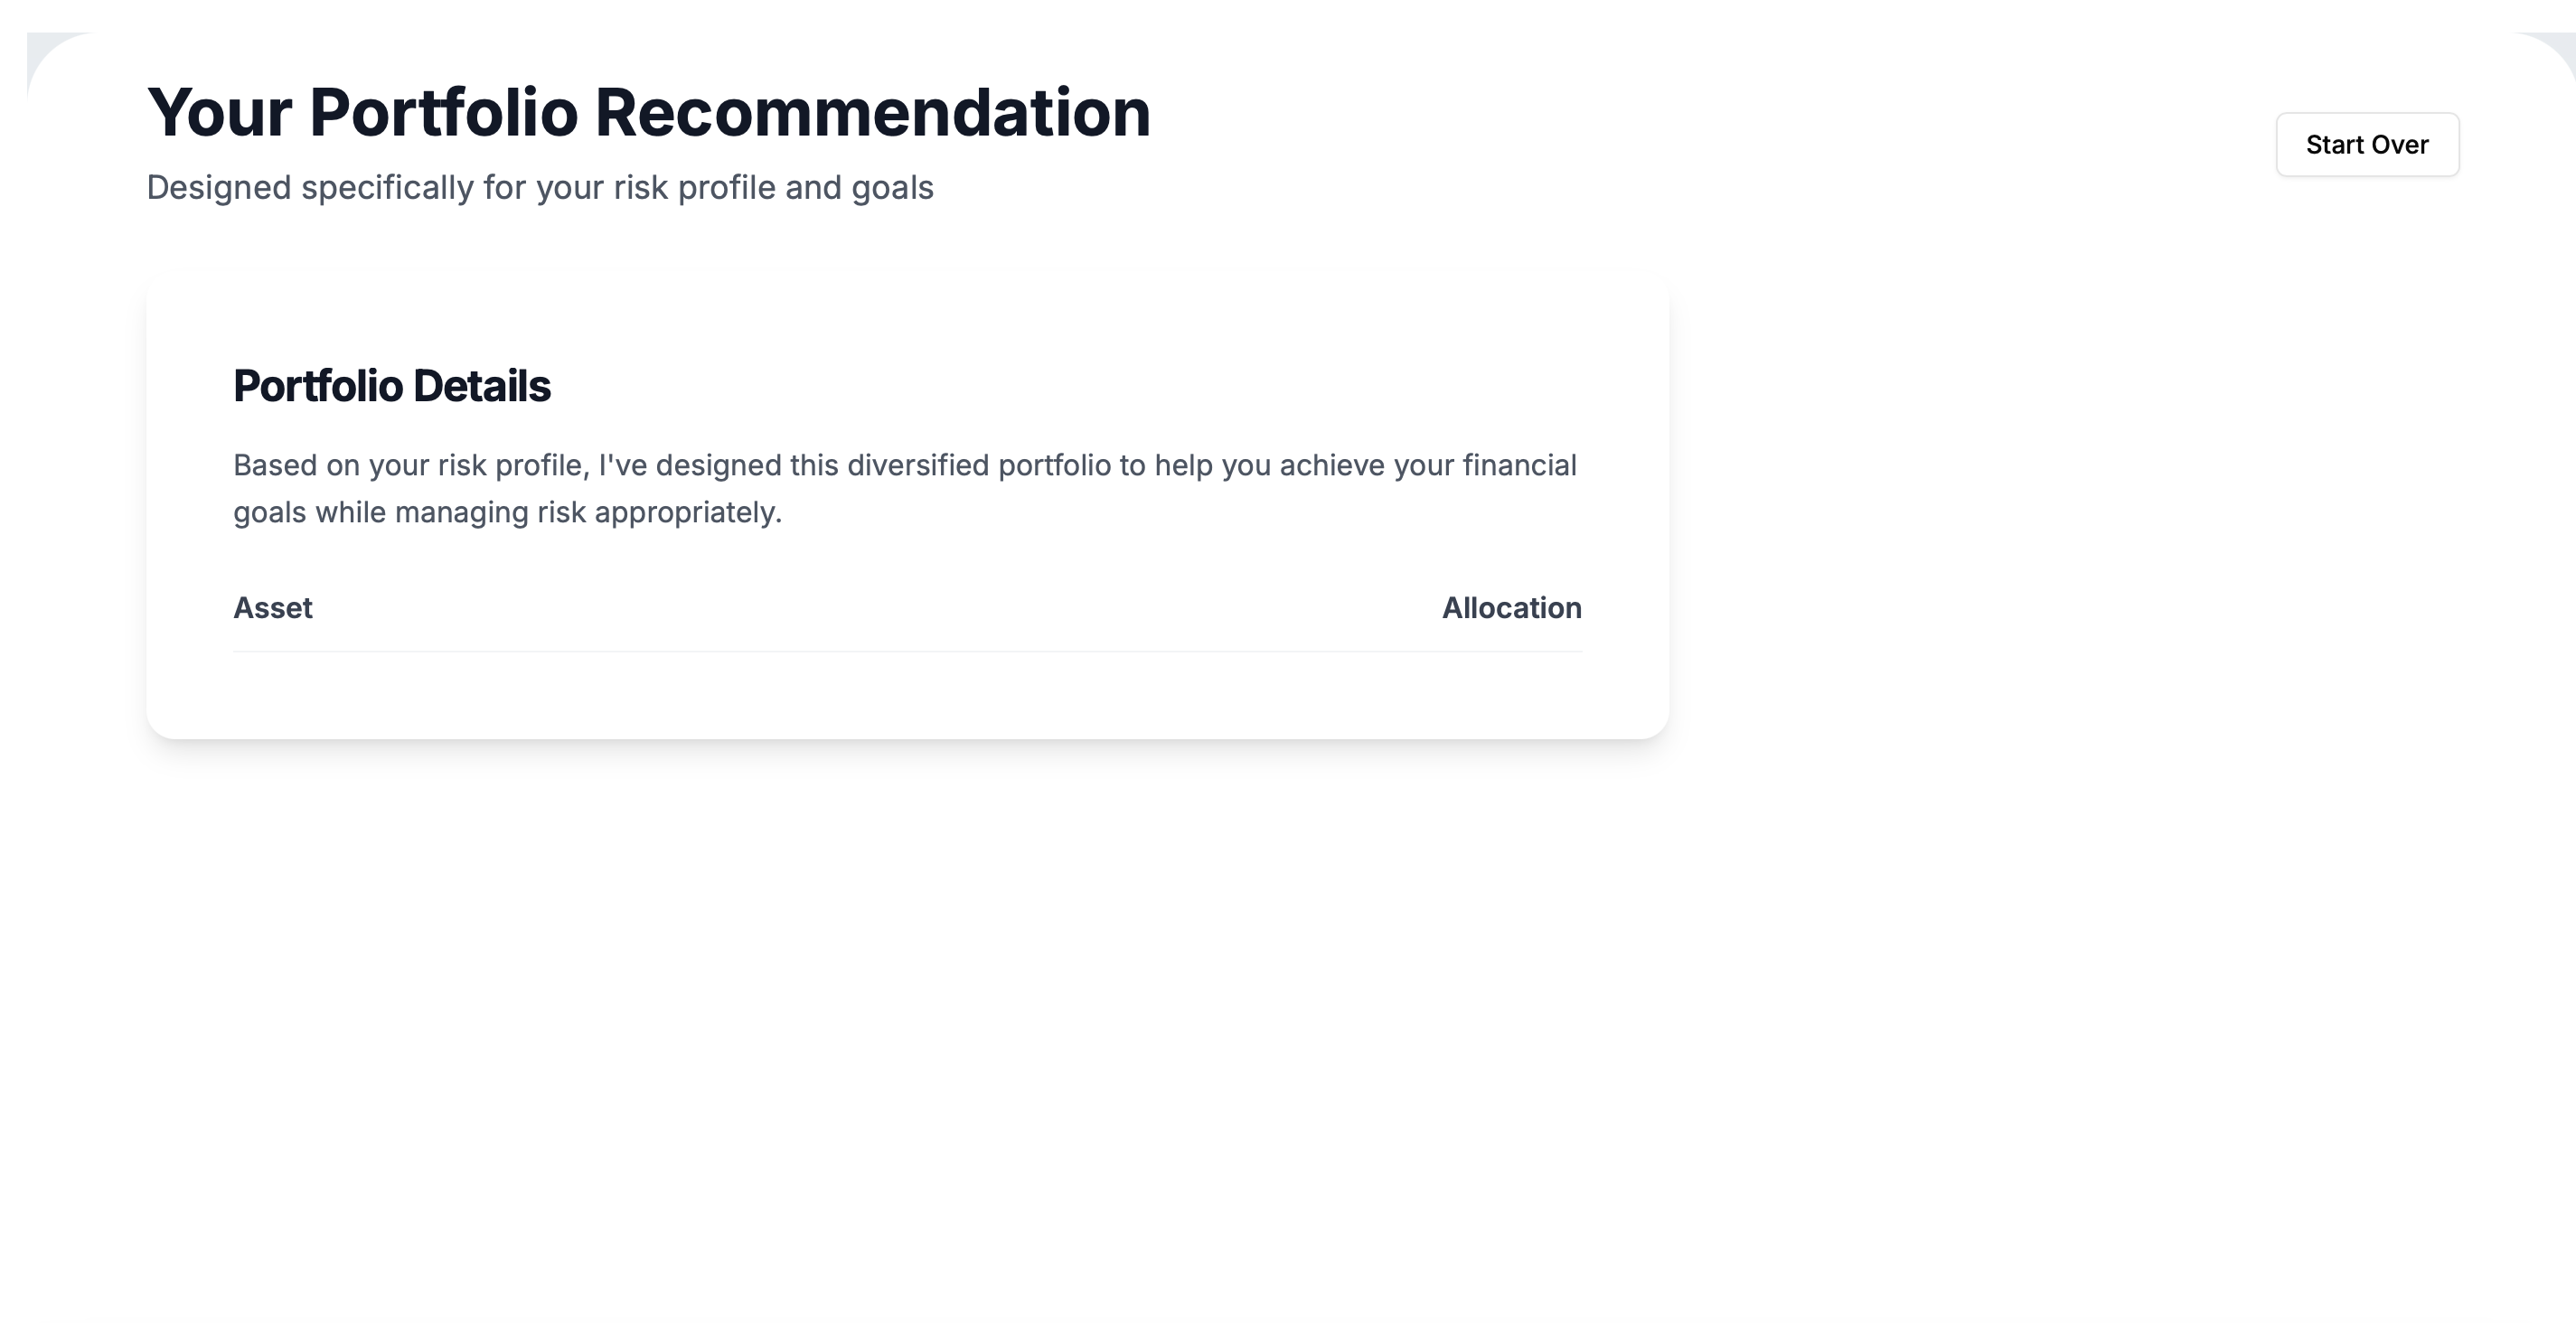 Your Portfolio Recommendation
Designed specifically for your risk profile and goals
Start Over
Portfolio Details
Based on your risk profile, I've designed this diversified portfolio to help you achieve your financial
goals while managing risk appropriately.
Asset Allocation